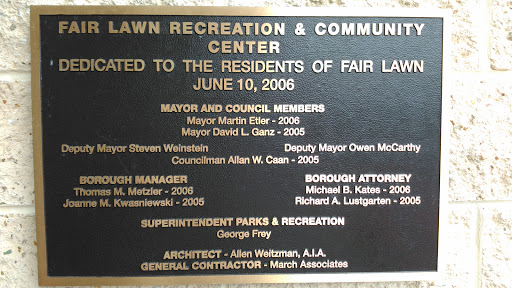 FAIR LAWN RECREATION & COMMUNITY
CENTER
DEDICATED TO THE RESIDENTS OF FAIR LAWN
JUNE 10, 2006
MAYOR AND COUNCIL MEMBERS
Mayor Martin Etler - 2006
Mayor David L. Ganz - 2005
Deputy Mayor Steven Weinstein Deputy Mayor Owen McCarthy
Councilman Allan W. Caan - 2005
BOROUGH MANAGER BOROUGH ATTORNEY
Thomas M. Metzler - 2006 Michael B. Kates - 2006
Joanne M. Kwasniewski - 2005 Richard A. Lustgarten - 2005
SUPERINTENDENT PARKS & RECREATION
George Frey
ARCHITECT - Allen Weitzman, A.I.A.
GENERAL CONTRACTOR - March Associates